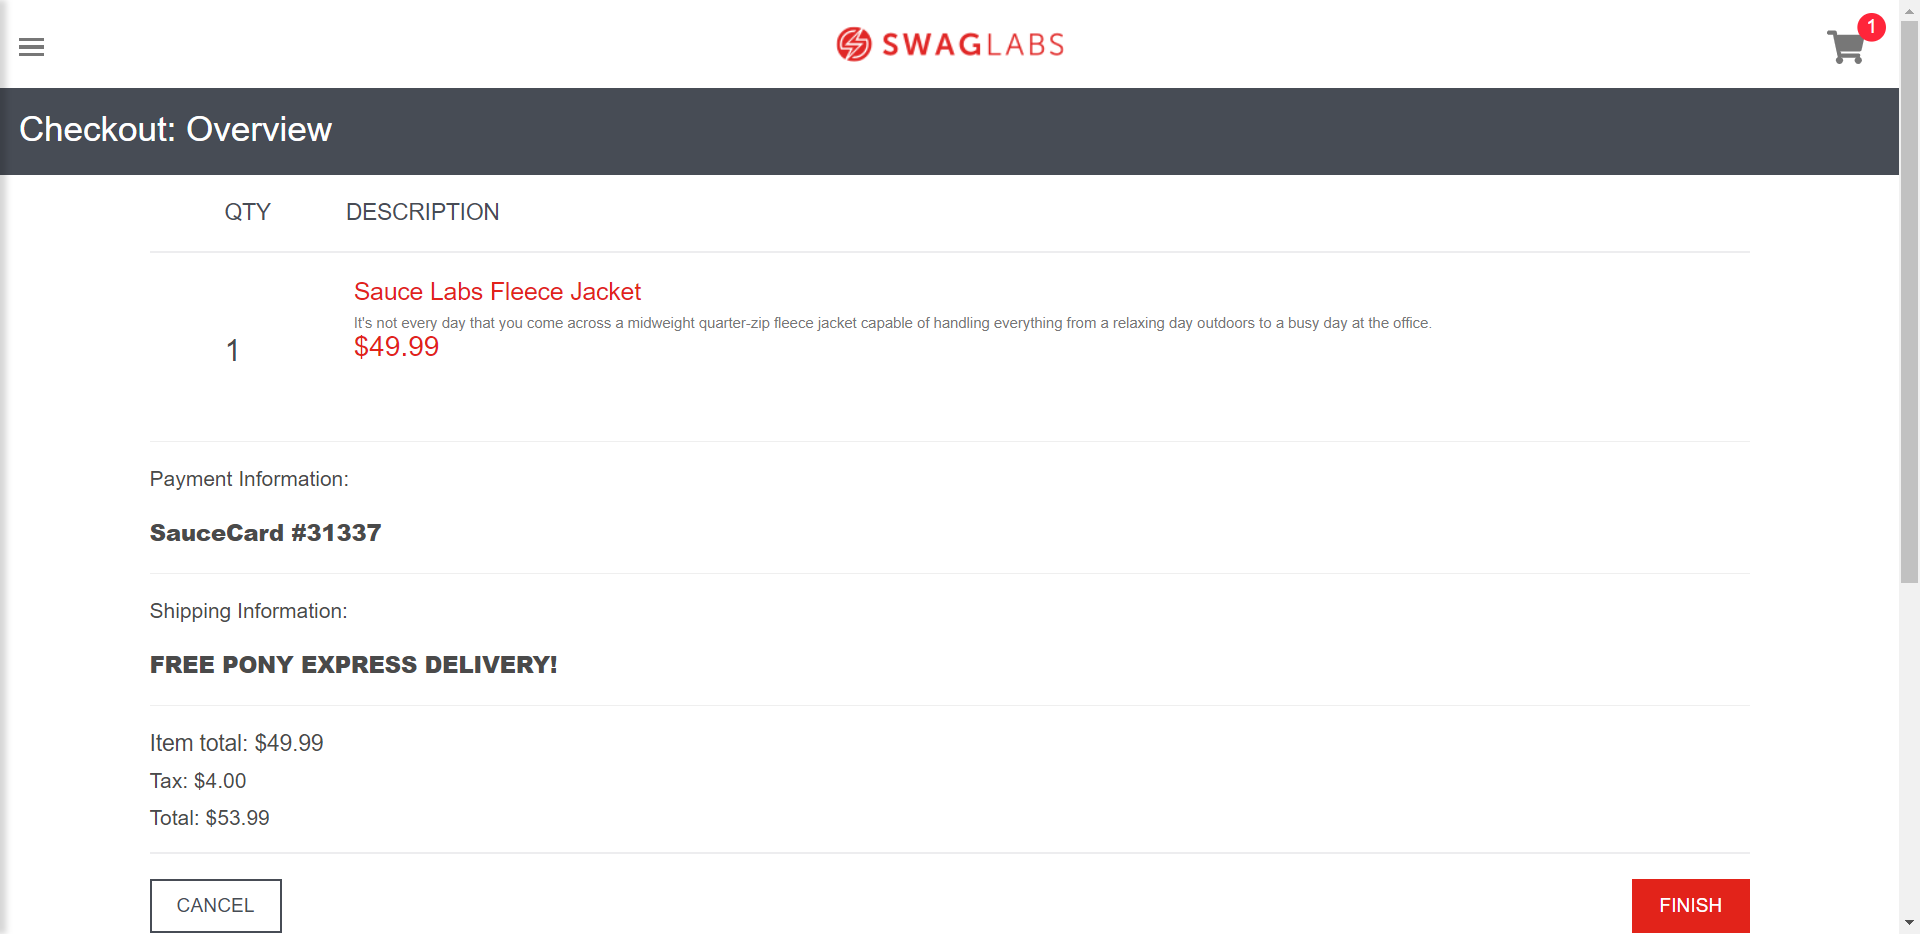 SWAGLABS
1
Checkout: Overview
QTY DESCRIPTION
Sauce Labs Fleece Jacket
It's not every day that you come across a midweight quarter-zip fleece jacket capable of handling everything from a relaxing day outdoors to a busy day at the office.
1
$49.99
Payment Information:
SauceCard #31337
Shipping Information:
FREE PONY EXPRESS DELIVERY!
Item total: $49.99
Tax: $4.00
Total: $53.99
CANCEL
FINISH